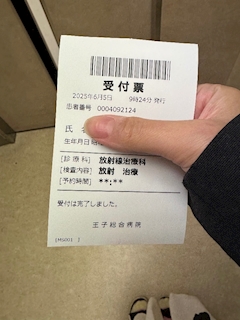 受付票
2025年6月13日 9時24分 発行
患者番号 0004092124
氏
生年月日 昭
[診療科] 放射線治療科
[検査内容] 放射 治療
[予約時間] **:**
受付は完了しました。
王子総合病院